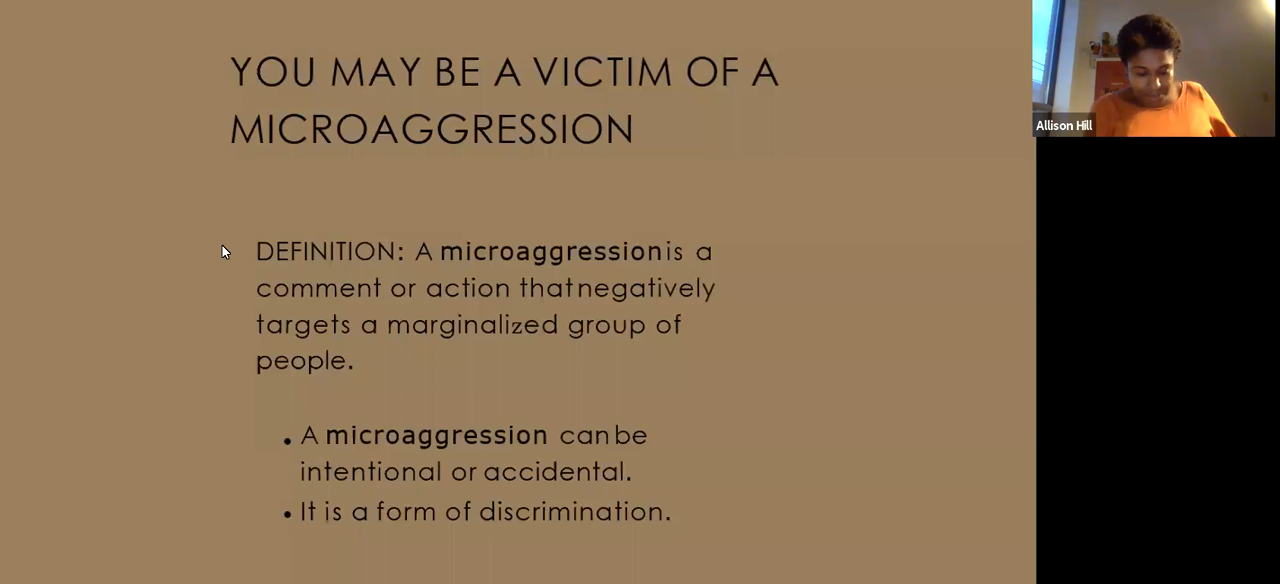 YOU MAY BE A VICTIM OF A
MICROAGGRESSION
Allison Hill
DEFINITION: A microaggression is a
comment or action that negatively
targets a marginalized group of
people.
• A microaggression can be
intentional or accidental.
• It is a form of discrimination.